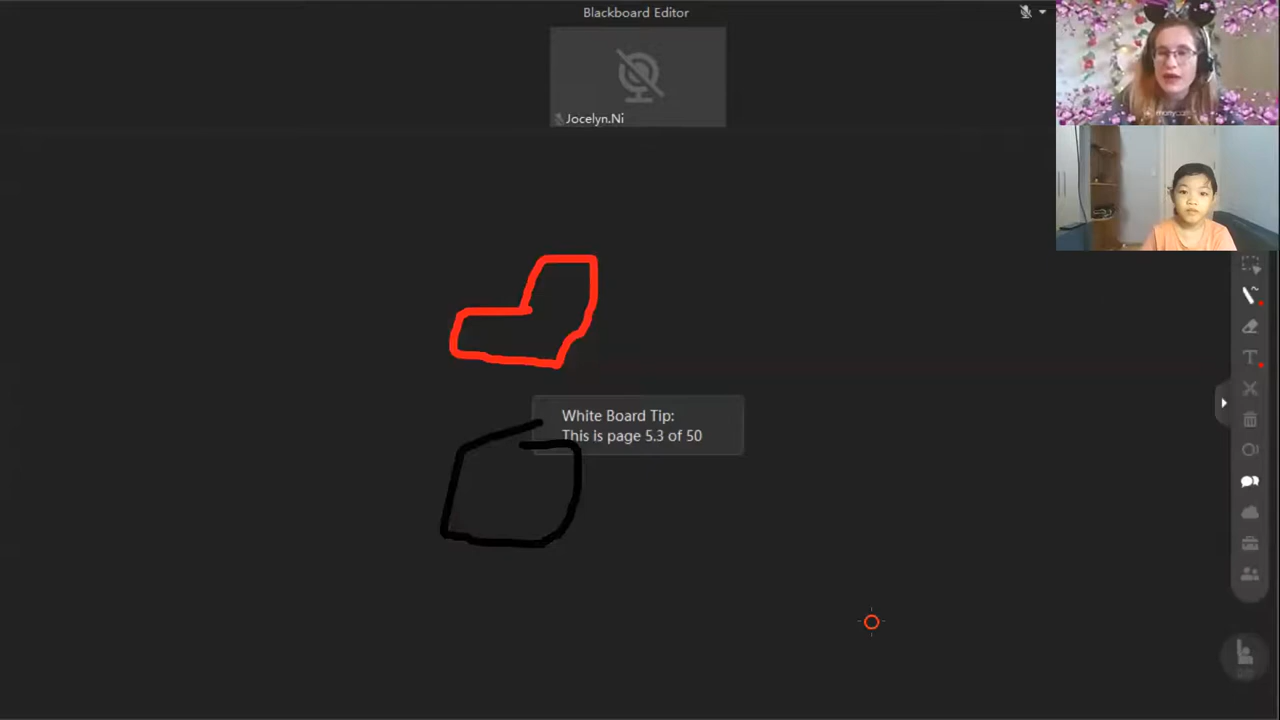 Blackboard Editor
Jocelyn.Ni
White Board Tip:
This is page 5.3 of 50
T